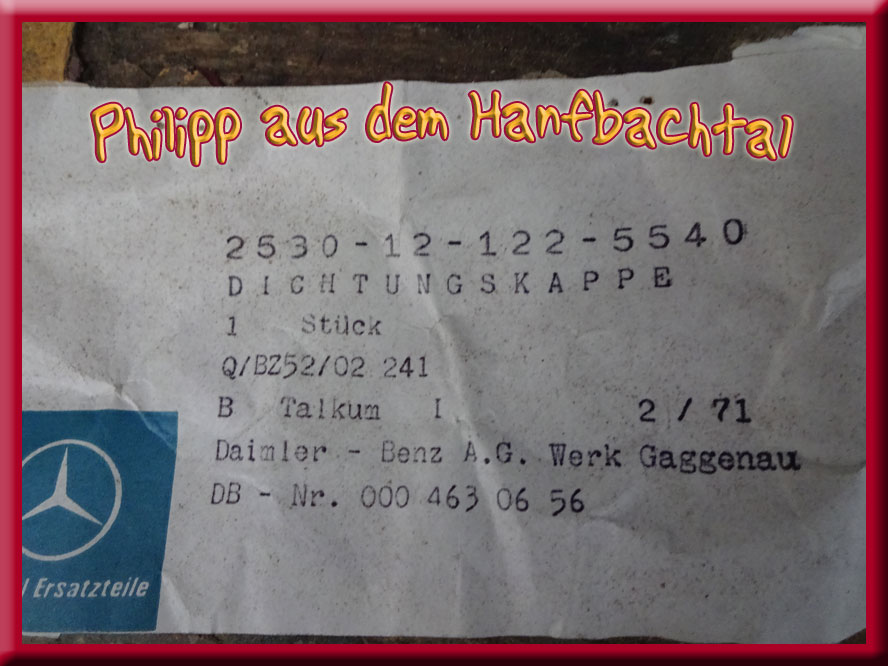 Philipp aus dem Hanfbachtal
2530-12-122-5540
DICHTUNGSKAPPE
1 Stück
Q/BZ52/02 241
B Talkum I 2 / 71
Daimler - Benz A.G. Werk Gaggenau
DB - Nr. 000 463 06 56
Ersatzteile